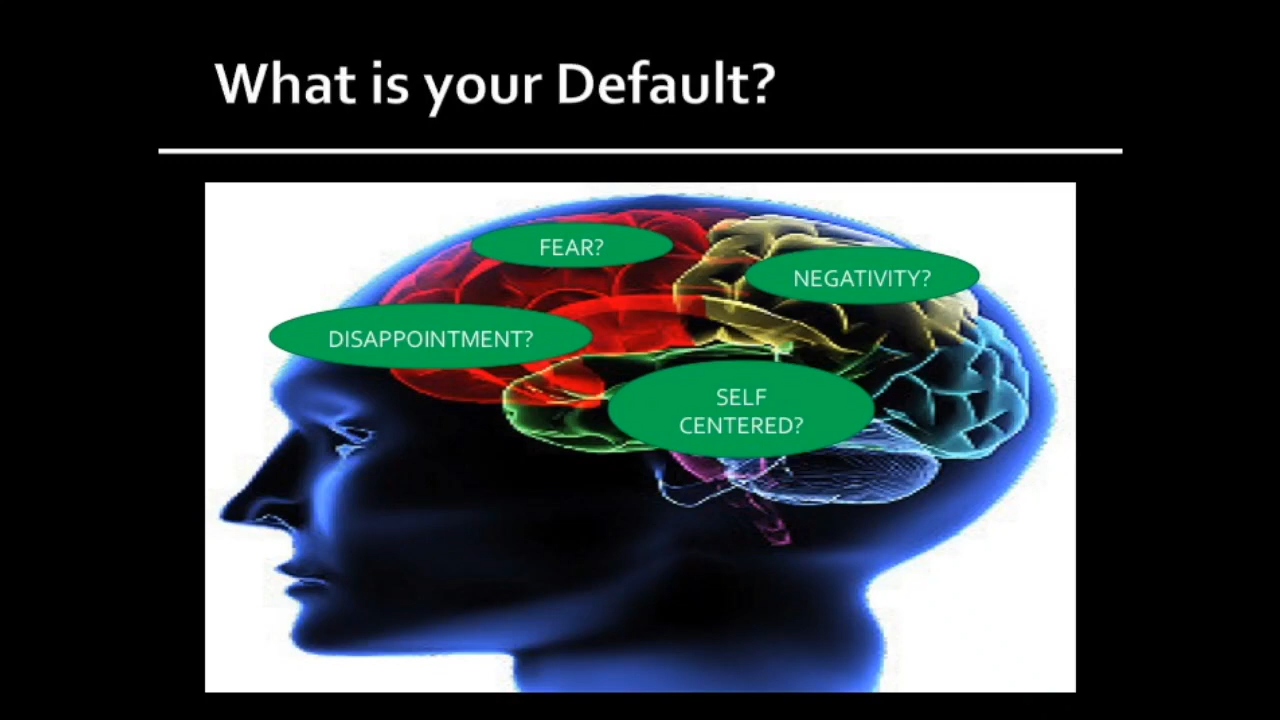 What is your Default?
FEAR?
NEGATIVITY?
DISAPPOINTMENT?
SELF
CENTERED?